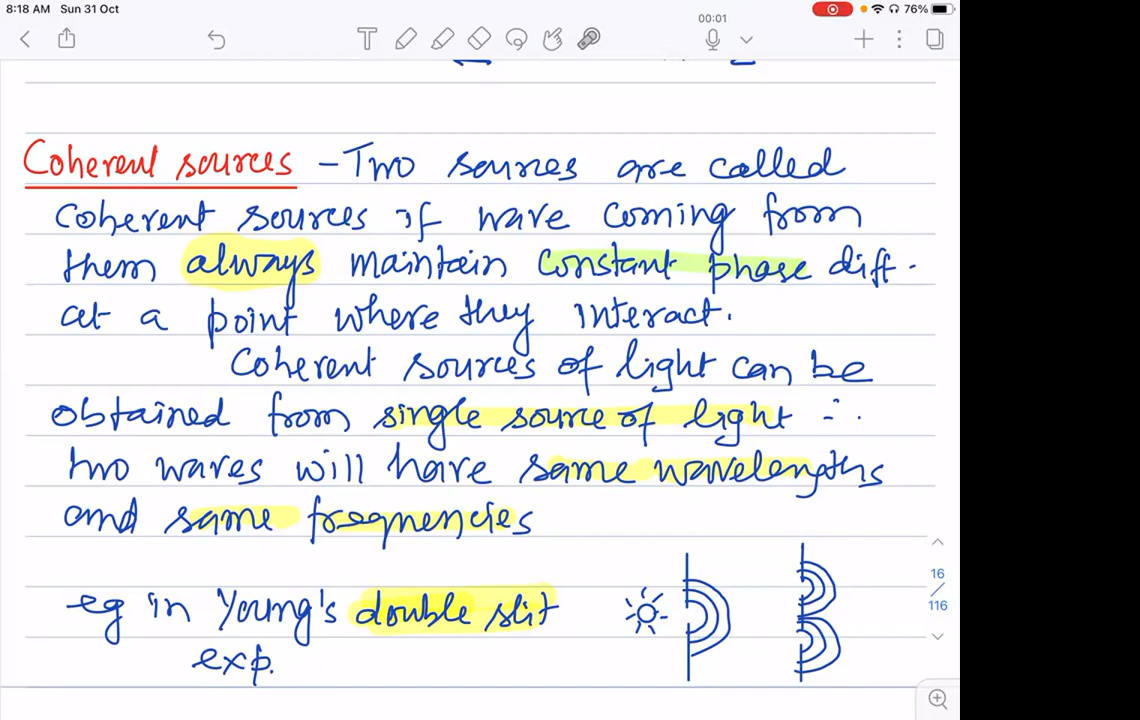 8:18 AM Sun 31 Oct
76%
00:01
T
Coherent sources - Two sources are called
coherent sources if wave coming from
them always maintain constant phase diff.
at a point where they interact.
Coherent sources of light can be
obtained from single source of light ∴
two waves will have same wavelengths
and same frequencies
eg in Young's double slit
exp.
16
/
116